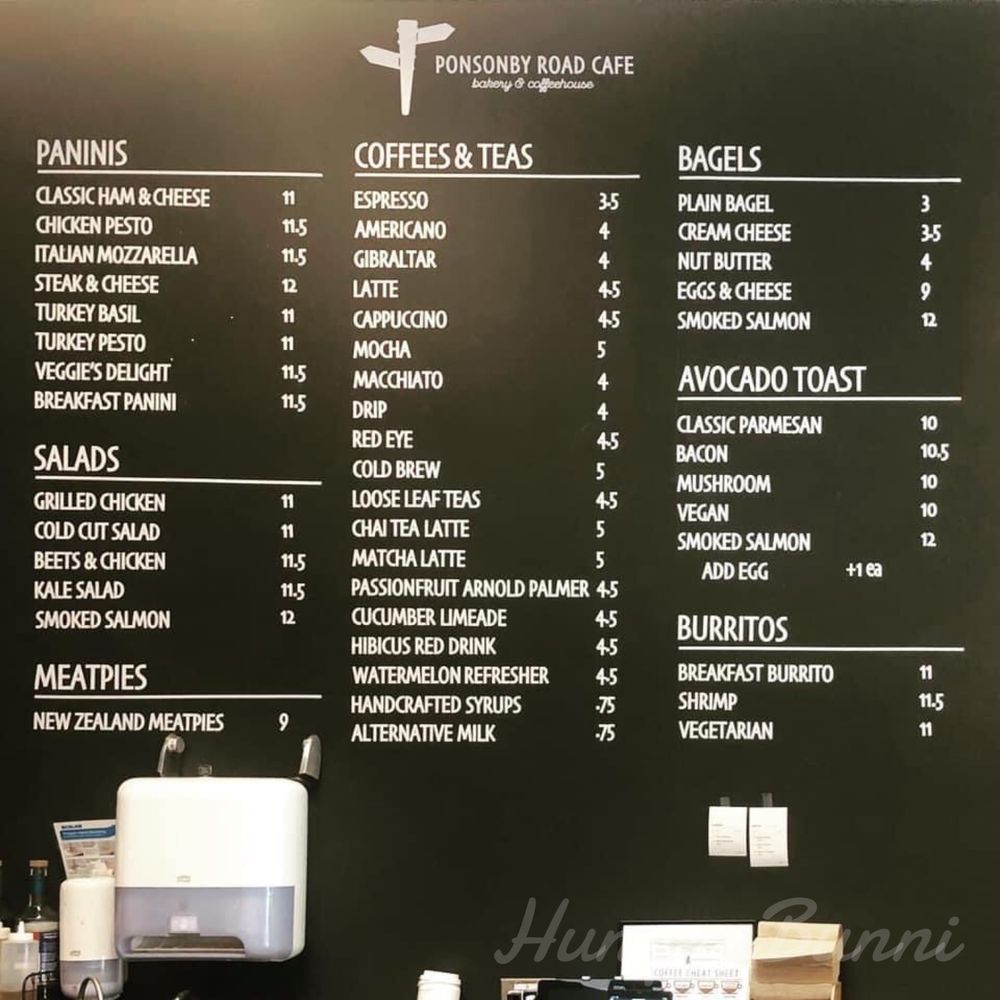 PONSONBY ROAD CAFE
bakery & coffeehouse
PANINIS
CLASSIC HAM & CHEESE 11
CHICKEN PESTO 11.5
ITALIAN MOZZARELLA 11.5
STEAK & CHEESE 12
TURKEY BASIL 11
TURKEY PESTO 11
VEGGIE'S DELIGHT 11.5
BREAKFAST PANINI 11.5
SALADS
GRILLED CHICKEN 11
COLD CUT SALAD 11
BEETS & CHICKEN 11.5
KALE SALAD 11.5
SMOKED SALMON 12
MEATPIES
NEW ZEALAND MEATPIES 9
COFFEES & TEAS
ESPRESSO 3.5
AMERICANO 4
GIBRALTAR 4
LATTE 4.5
CAPPUCCINO 4.5
MOCHA 5
MACCHIATO 4
DRIP 4
RED EYE 4.5
COLD BREW 5
LOOSE LEAF TEAS 4.5
CHAI TEA LATTE 5
MATCHA LATTE 5
PASSIONFRUIT ARNOLD PALMER 4.5
CUCUMBER LIMEADE 4.5
HIBICUS RED DRINK 4.5
WATERMELON REFRESHER 4.5
HANDCRAFTED SYRUPS .75
ALTERNATIVE MILK .75
BAGELS
PLAIN BAGEL 3
CREAM CHEESE 3.5
NUT BUTTER 4
EGGS & CHEESE 9
SMOKED SALMON 12
AVOCADO TOAST
CLASSIC PARMESAN 10
BACON 10.5
MUSHROOM 10
VEGAN 10
SMOKED SALMON 12
ADD EGG +1 ea
BURRITOS
BREAKFAST BURRITO 11
SHRIMP 11.5
VEGETARIAN 11
COFFEE CHEAT SHEET